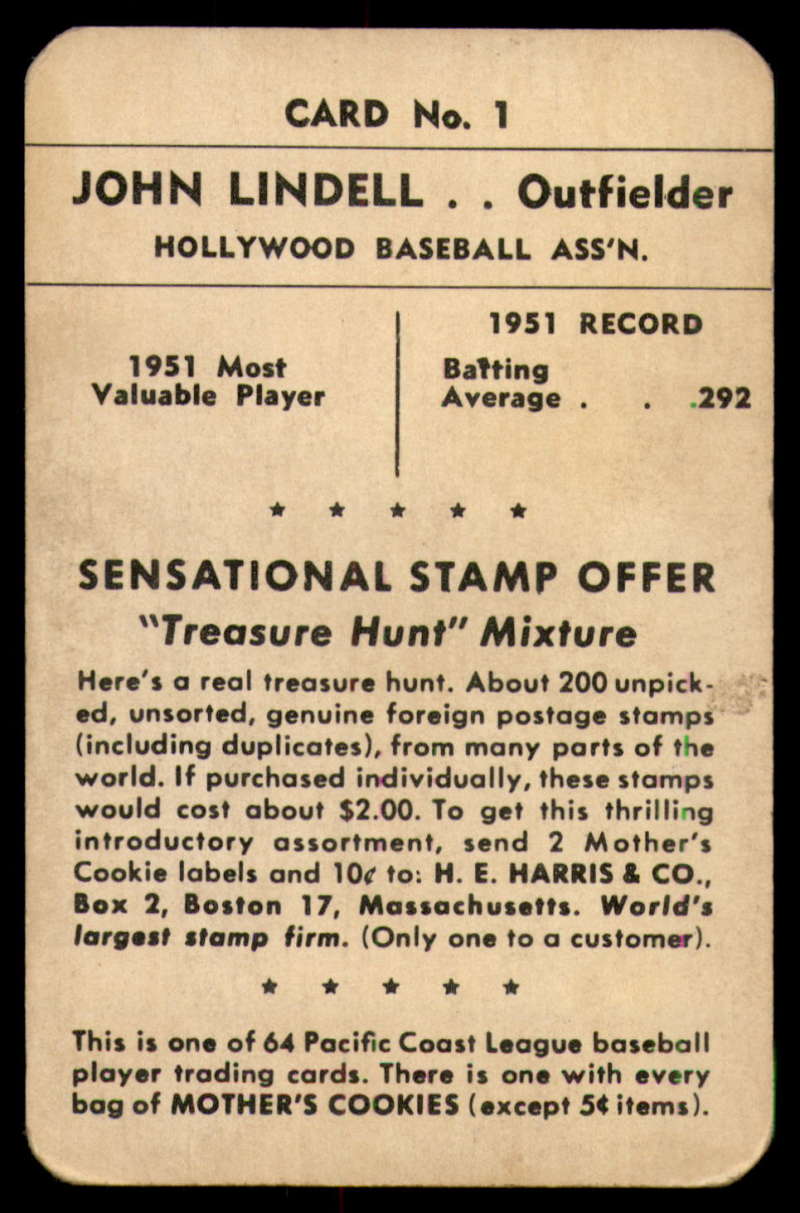 CARD No. 1
JOHN LINDELL . . Outfielder
HOLLYWOOD BASEBALL ASS'N.
1951 Most
Valuable Player
1951 RECORD
Batting
Average . . .292
SENSATIONAL STAMP OFFER
"Treasure Hunt" Mixture
Here's a real treasure hunt. About 200 unpick-
ed, unsorted, genuine foreign postage stamps
(including duplicates), from many parts of the
world. If purchased individually, these stamps
would cost about $2.00. To get this thrilling
introductory assortment, send 2 Mother's
Cookie labels and 10¢ to: H. E. HARRIS & CO.,
Box 2, Boston 17, Massachusetts. World's
largest stamp firm. (Only one to a customer).
This is one of 64 Pacific Coast League baseball
player trading cards. There is one with every
bag of MOTHER'S COOKIES (except 5¢ items).